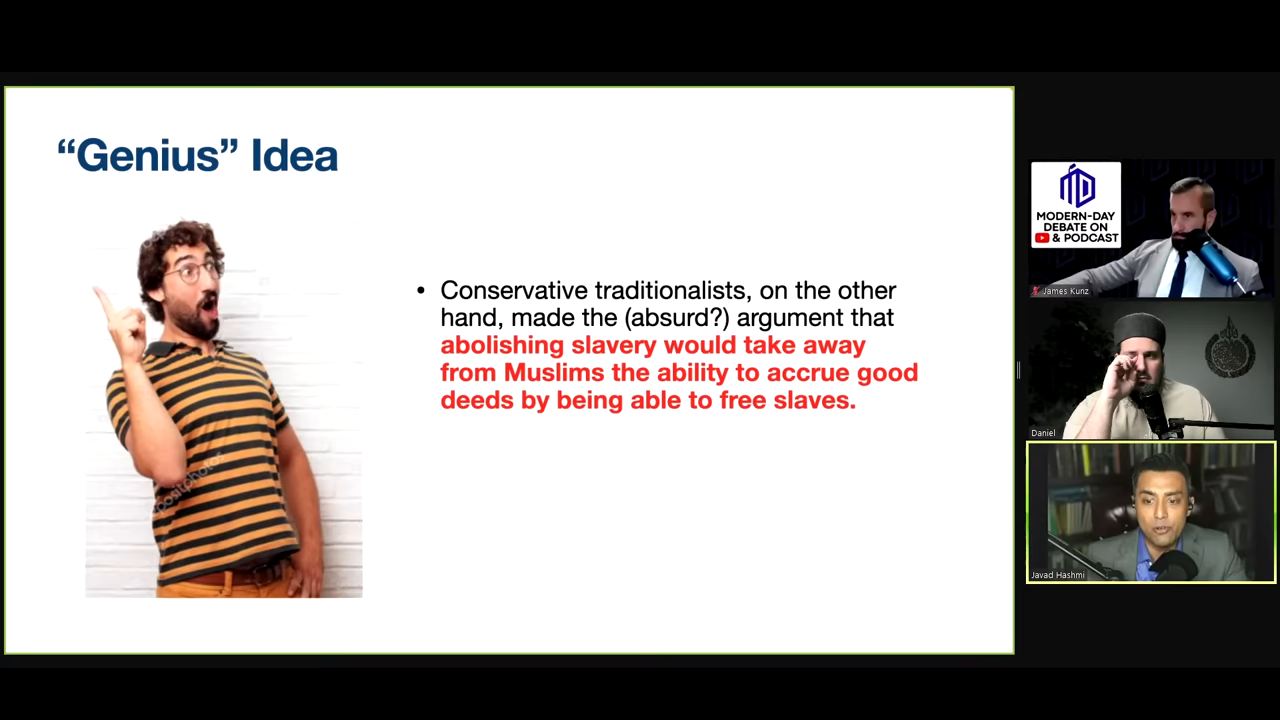 “Genius” Idea
• Conservative traditionalists, on the other
hand, made the (absurd?) argument that
abolishing slavery would take away
from Muslims the ability to accrue good
deeds by being able to free slaves.
depositphotos
MODERN-DAY
DEBATE ON
& PODCAST
James Kunz
Daniel
Javad Hashmi